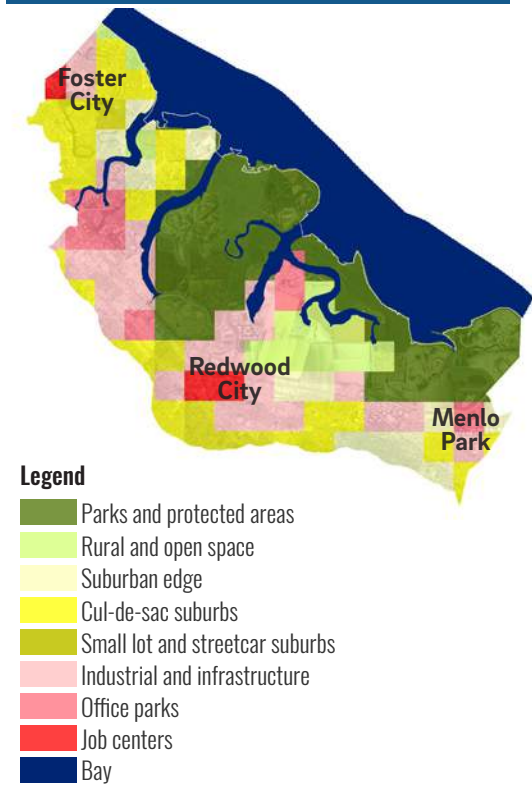 Foster
City
Redwood
City
Menlo
Park
Legend
Parks and protected areas
Rural and open space
Suburban edge
Cul-de-sac suburbs
Small lot and streetcar suburbs
Industrial and infrastructure
Office parks
Job centers
Bay